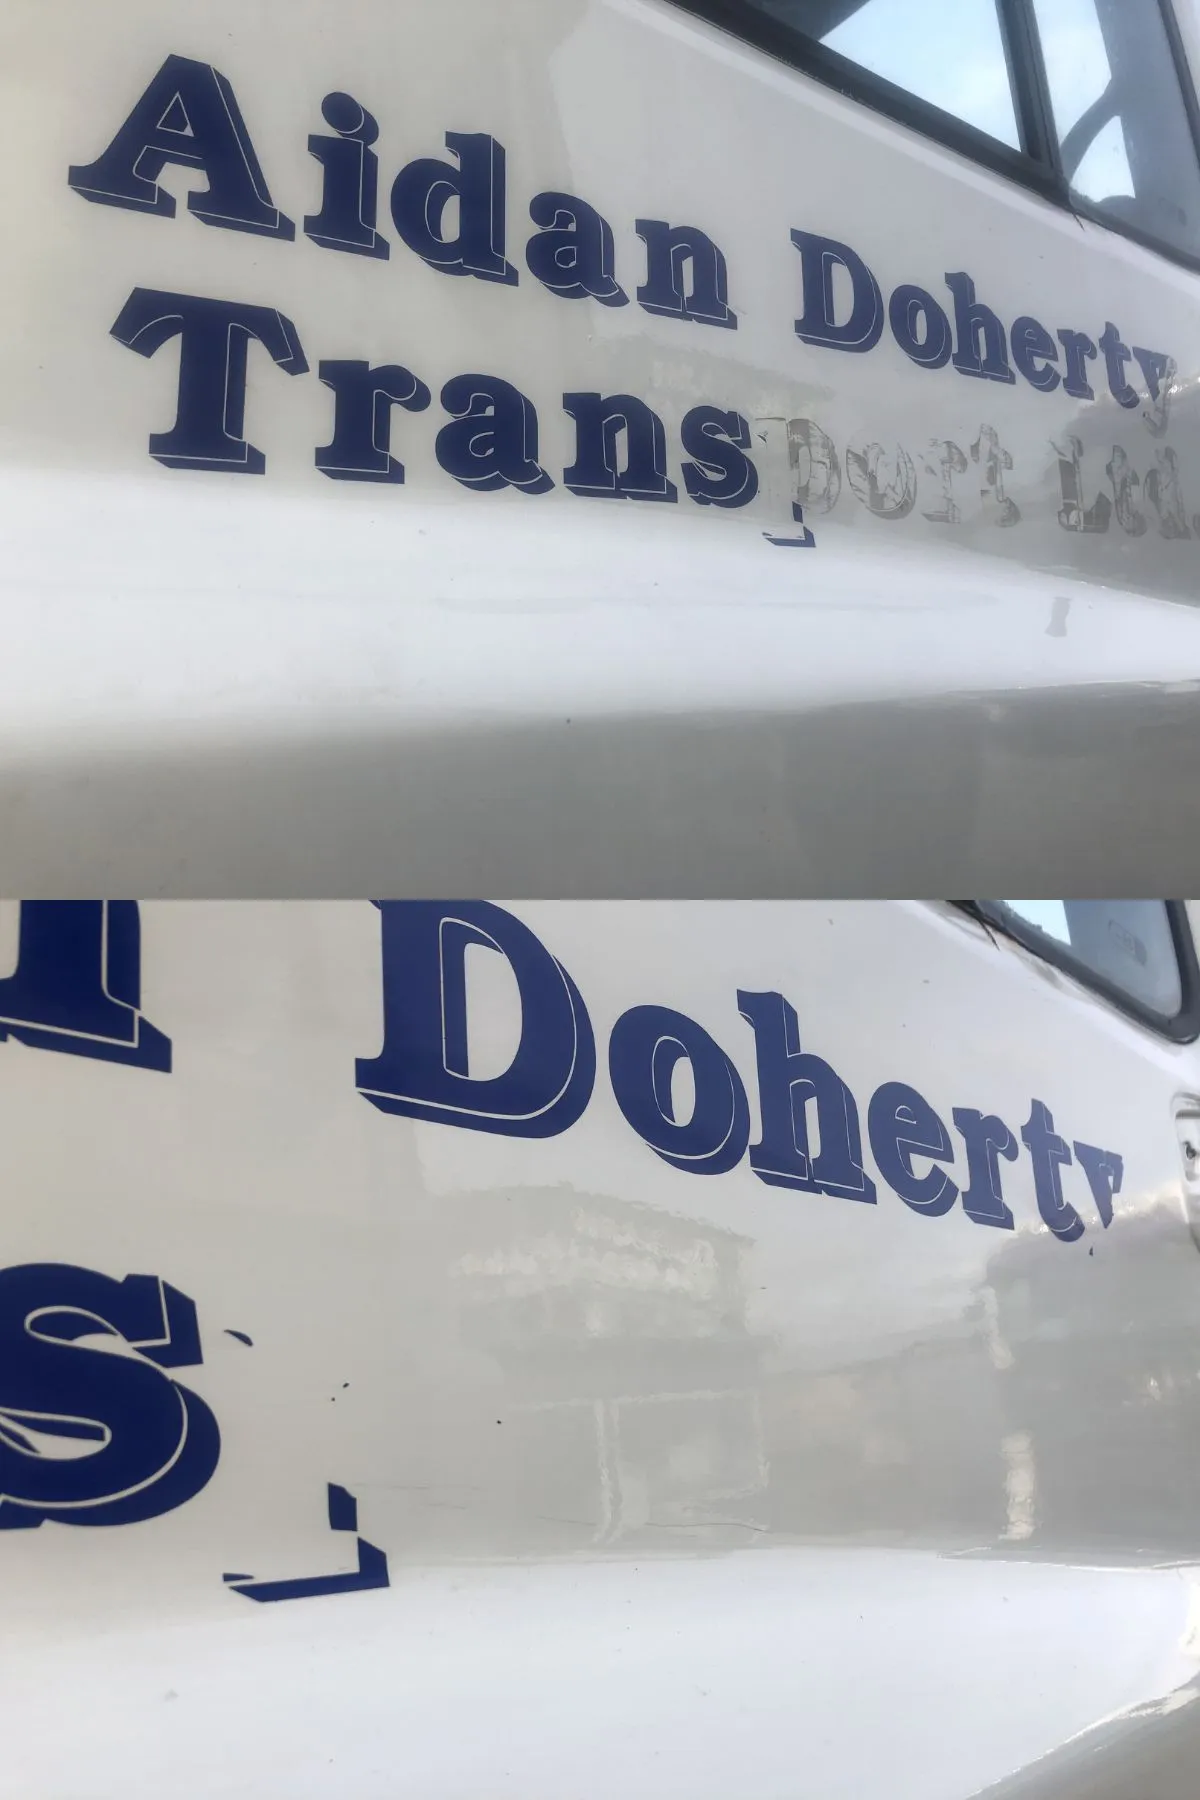 Aidan Doherty
Transport Ltd
Doherty
s